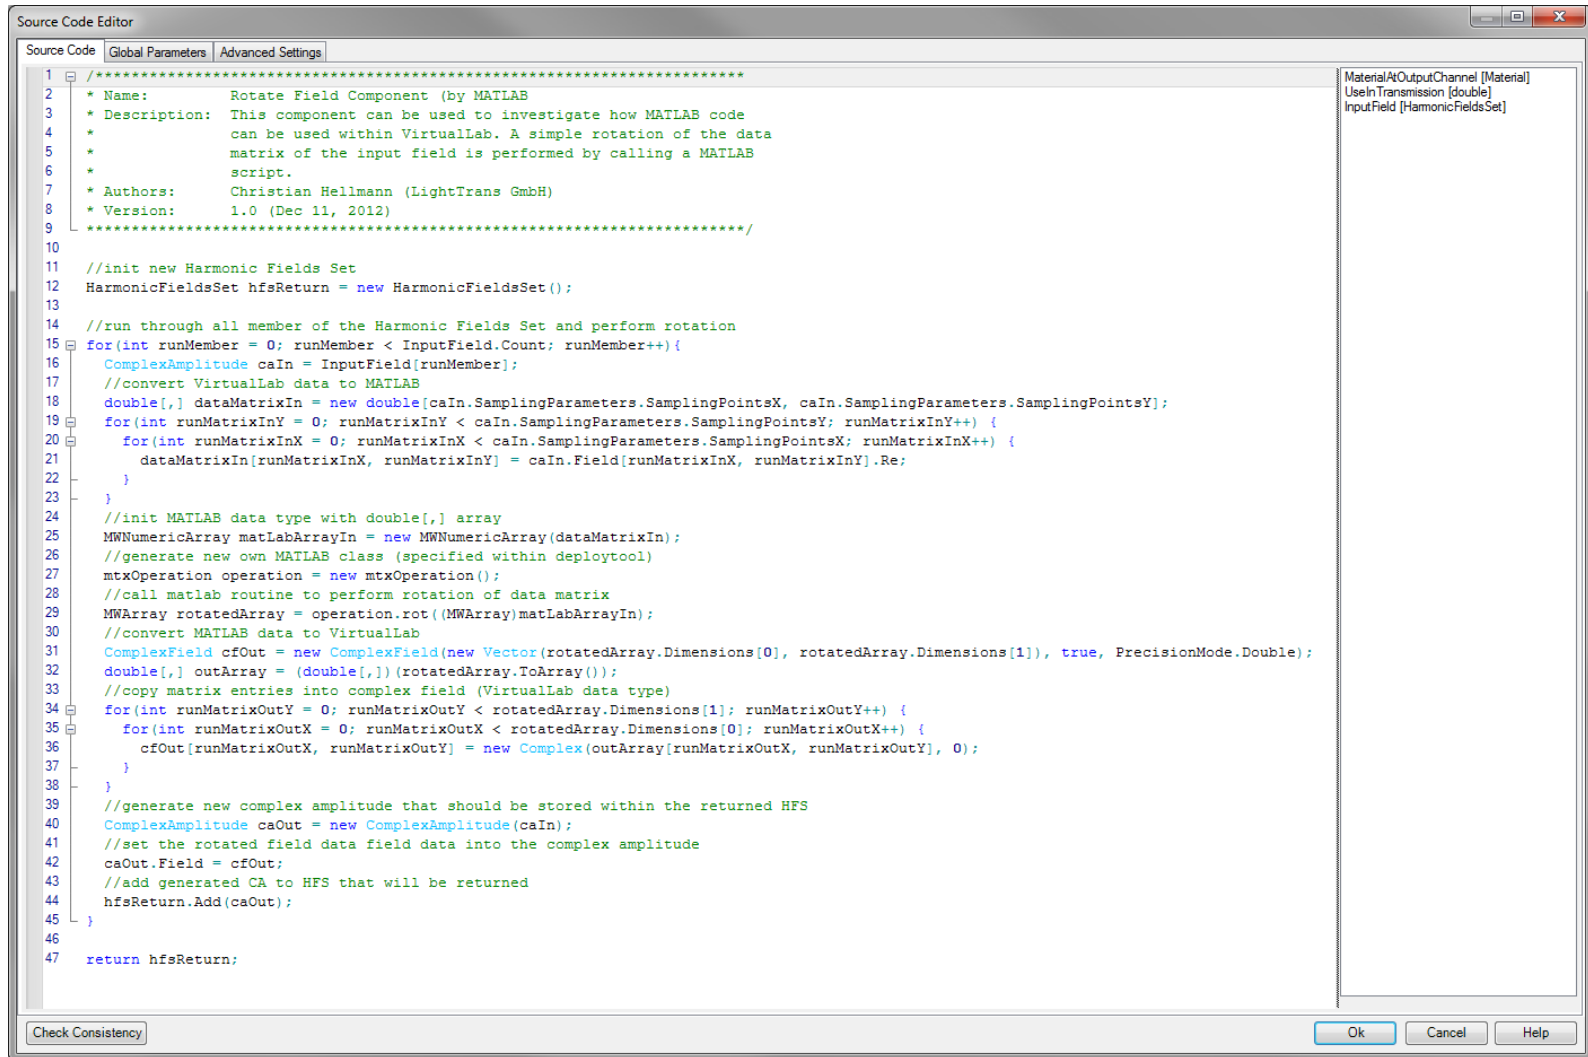 Source Code Editor
Source Code Global Parameters Advanced Settings
1 /************************************************************************
2 * Name: Rotate Field Component (by MATLAB
3 * Description: This component can be used to investigate how MATLAB code
4 * can be used within VirtualLab. A simple rotation of the data
5 * matrix of the input field is performed by calling a MATLAB
6 * script.
7 * Authors: Christian Hellmann (LightTrans GmbH)
8 * Version: 1.0 (Dec 11, 2012)
9 *************************************************************************/
10
11 //init new Harmonic Fields Set
12 HarmonicFieldsSet hfsReturn = new HarmonicFieldsSet();
13
14 //run through all member of the Harmonic Fields Set and perform rotation
15 for(int runMember = 0; runMember < InputField.Count; runMember++){
16 ComplexAmplitude caIn = InputField[runMember];
17 //convert VirtualLab data to MATLAB
18 double[,] dataMatrixIn = new double[caIn.SamplingParameters.SamplingPointsX, caIn.SamplingParameters.SamplingPointsY];
19 for(int runMatrixInY = 0; runMatrixInY < caIn.SamplingParameters.SamplingPointsY; runMatrixInY++) {
20 for(int runMatrixInX = 0; runMatrixInX < caIn.SamplingParameters.SamplingPointsX; runMatrixInX++) {
21 dataMatrixIn[runMatrixInX, runMatrixInY] = caIn.Field[runMatrixInX, runMatrixInY].Re;
22 }
23 }
24 //init MATLAB data type with double[,] array
25 MWNumericArray matLabArrayIn = new MWNumericArray(dataMatrixIn);
26 //generate new own MATLAB class (specified within deploytool)
27 mtxOperation operation = new mtxOperation();
28 //call matlab routine to perform rotation of data matrix
29 MWArray rotatedArray = operation.rot((MWArray)matLabArrayIn);
30 //convert MATLAB data to VirtualLab
31 ComplexField cfOut = new ComplexField(new Vector(rotatedArray.Dimensions[0], rotatedArray.Dimensions[1]), true, PrecisionMode.Double);
32 double[,] outArray = (double[,])(rotatedArray.ToArray());
33 //copy matrix entries into complex field (VirtualLab data type)
34 for(int runMatrixOutY = 0; runMatrixOutY < rotatedArray.Dimensions[1]; runMatrixOutY++) {
35 for(int runMatrixOutX = 0; runMatrixOutX < rotatedArray.Dimensions[0]; runMatrixOutX++) {
36 cfOut[runMatrixOutX, runMatrixOutY] = new Complex(outArray[runMatrixOutX, runMatrixOutY], 0);
37 }
38 }
39 //generate new complex amplitude that should be stored within the returned HFS
40 ComplexAmplitude caOut = new ComplexAmplitude(caIn);
41 //set the rotated field data field data into the complex amplitude
42 caOut.Field = cfOut;
43 //add generated CA to HFS that will be returned
44 hfsReturn.Add(caOut);
45 }
46
47 return hfsReturn;
MaterialAtOutputChannel [Material]
UseInTransmission [double]
InputField [HarmonicFieldsSet]
Check Consistency Ok Cancel Help